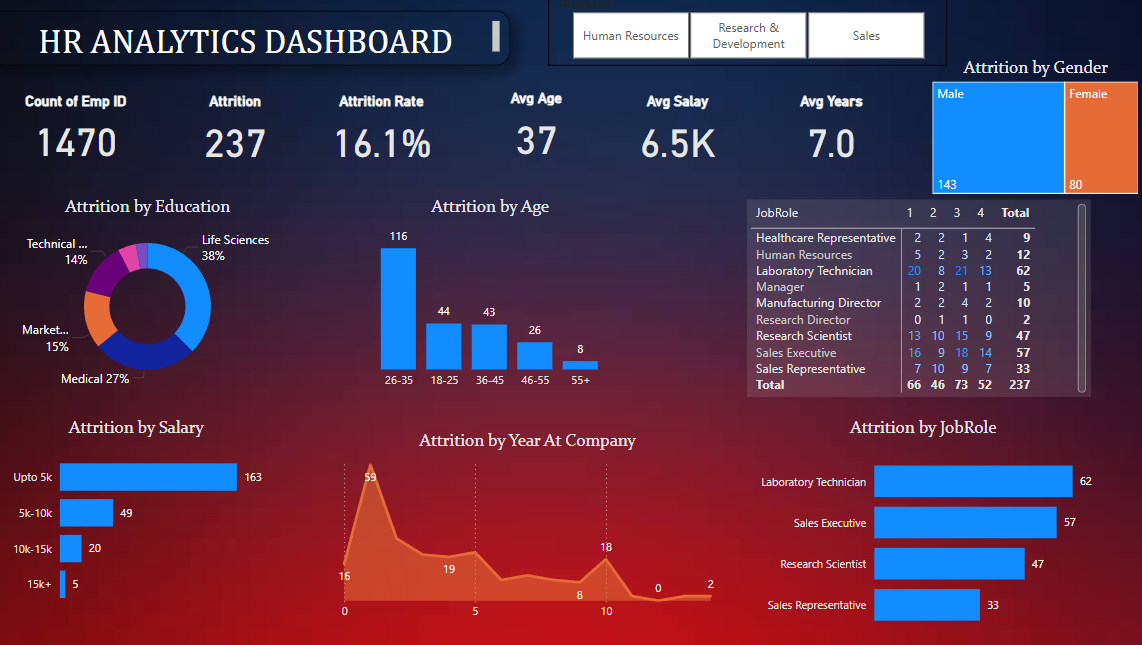 HR ANALYTICS DASHBOARD
Human Resources
Research &
Development
Sales
Count of Emp ID
1470
Attrition
237
Attrition Rate
16.1%
Avg Age
37
Avg Salay
6.5K
Avg Years
7.0
Attrition by Gender
Male
143
Female
80
Attrition by Education
Life Sciences
38%
Medical 27%
Market...
15%
Technical ...
14%
Attrition by Age
116
44
43
26
8
26-35 18-25 36-45 46-55 55+
JobRole 1 2 3 4 Total
Healthcare Representative 2 2 1 4 9
Human Resources 5 2 3 2 12
Laboratory Technician 20 8 21 13 62
Manager 1 2 1 1 5
Manufacturing Director 2 2 4 2 10
Research Director 0 1 1 0 2
Research Scientist 13 10 15 9 47
Sales Executive 16 9 18 14 57
Sales Representative 7 10 9 7 33
Total 66 46 73 52 237
Attrition by Salary
Upto 5k 163
5k-10k 49
10k-15k 20
15k+ 5
Attrition by Year At Company
16
59
19
8
18
0
2
0 5 10
Attrition by JobRole
Laboratory Technician 62
Sales Executive 57
Research Scientist 47
Sales Representative 33